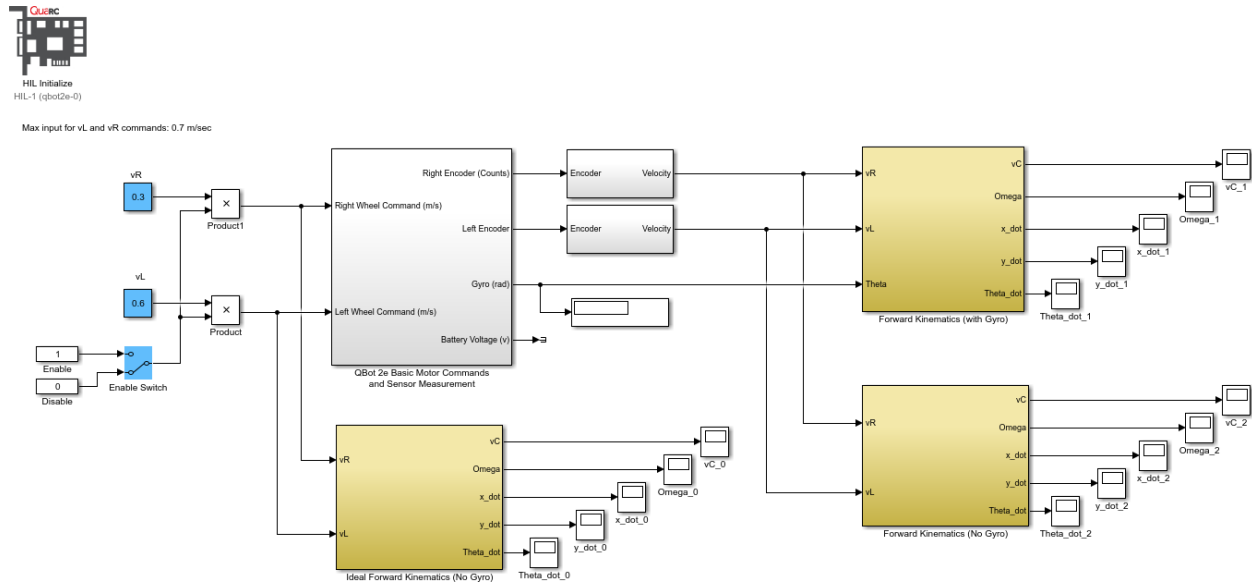 QUARC
HIL Initialize
HIL-1 (qbot2e-0)
Max input for vL and vR commands: 0.7 m/sec
vR
0.3
×
Product1
vL
0.6
×
Product
1
Enable
0
Disable
Enable Switch
Right Encoder (Counts)
Right Wheel Command (m/s)
Left Encoder
Gyro (rad)
Left Wheel Command (m/s)
Battery Voltage (v)
QBot 2e Basic Motor Commands
and Sensor Measurement
Encoder
Velocity
Encoder
Velocity
vR
vL
Theta
vC
Omega
x_dot
y_dot
Theta_dot
Forward Kinematics (with Gyro)
vC_1
Omega_1
x_dot_1
y_dot_1
Theta_dot_1
vR
vL
vC
Omega
x_dot
y_dot
Theta_dot
Ideal Forward Kinematics (No Gyro)
vC_0
Omega_0
x_dot_0
y_dot_0
Theta_dot_0
vR
vL
vC
Omega
x_dot
y_dot
Theta_dot
Forward Kinematics (No Gyro)
vC_2
Omega_2
x_dot_2
y_dot_2
Theta_dot_2